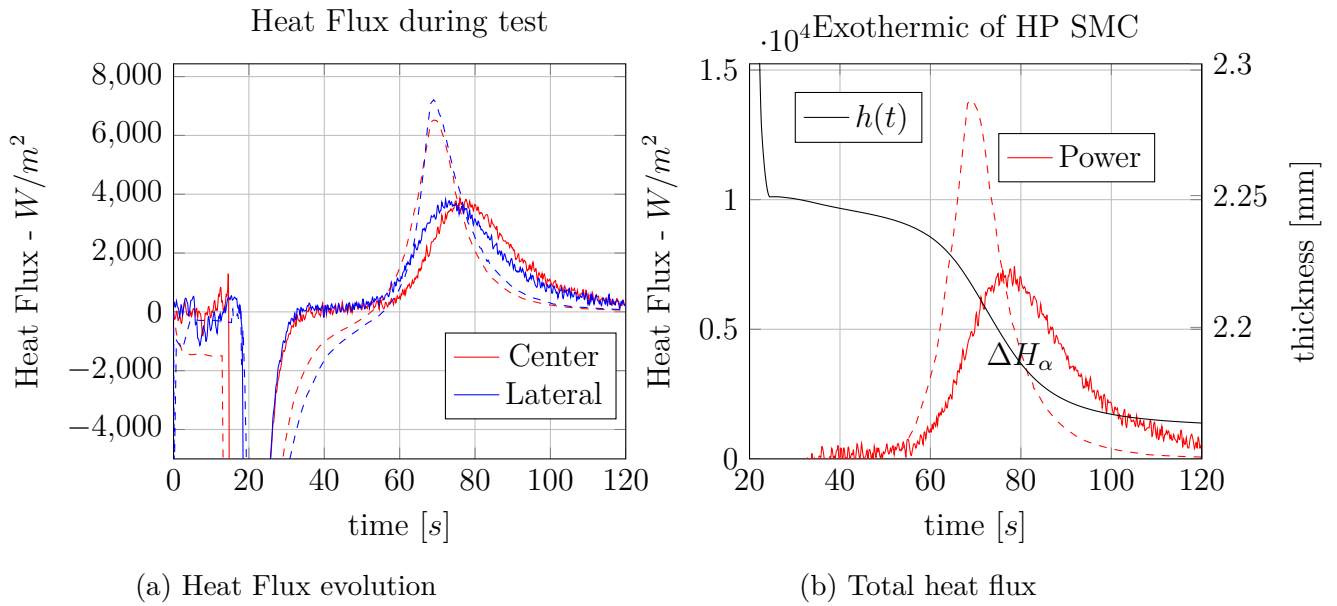 Heat Flux during test
8,000
6,000
4,000
2,000
0
−2,000
−4,000
Heat Flux - W/m²
Center
Lateral
0 20 40 60 80 100 120
time [s]
(a) Heat Flux evolution
·10⁴ Exothermic of HP SMC
1.5
1
0.5
0
Heat Flux - W/m²
h(t)
Power
ΔH_α
2.3
2.25
2.2
thickness [mm]
20 40 60 80 100 120
time [s]
(b) Total heat flux